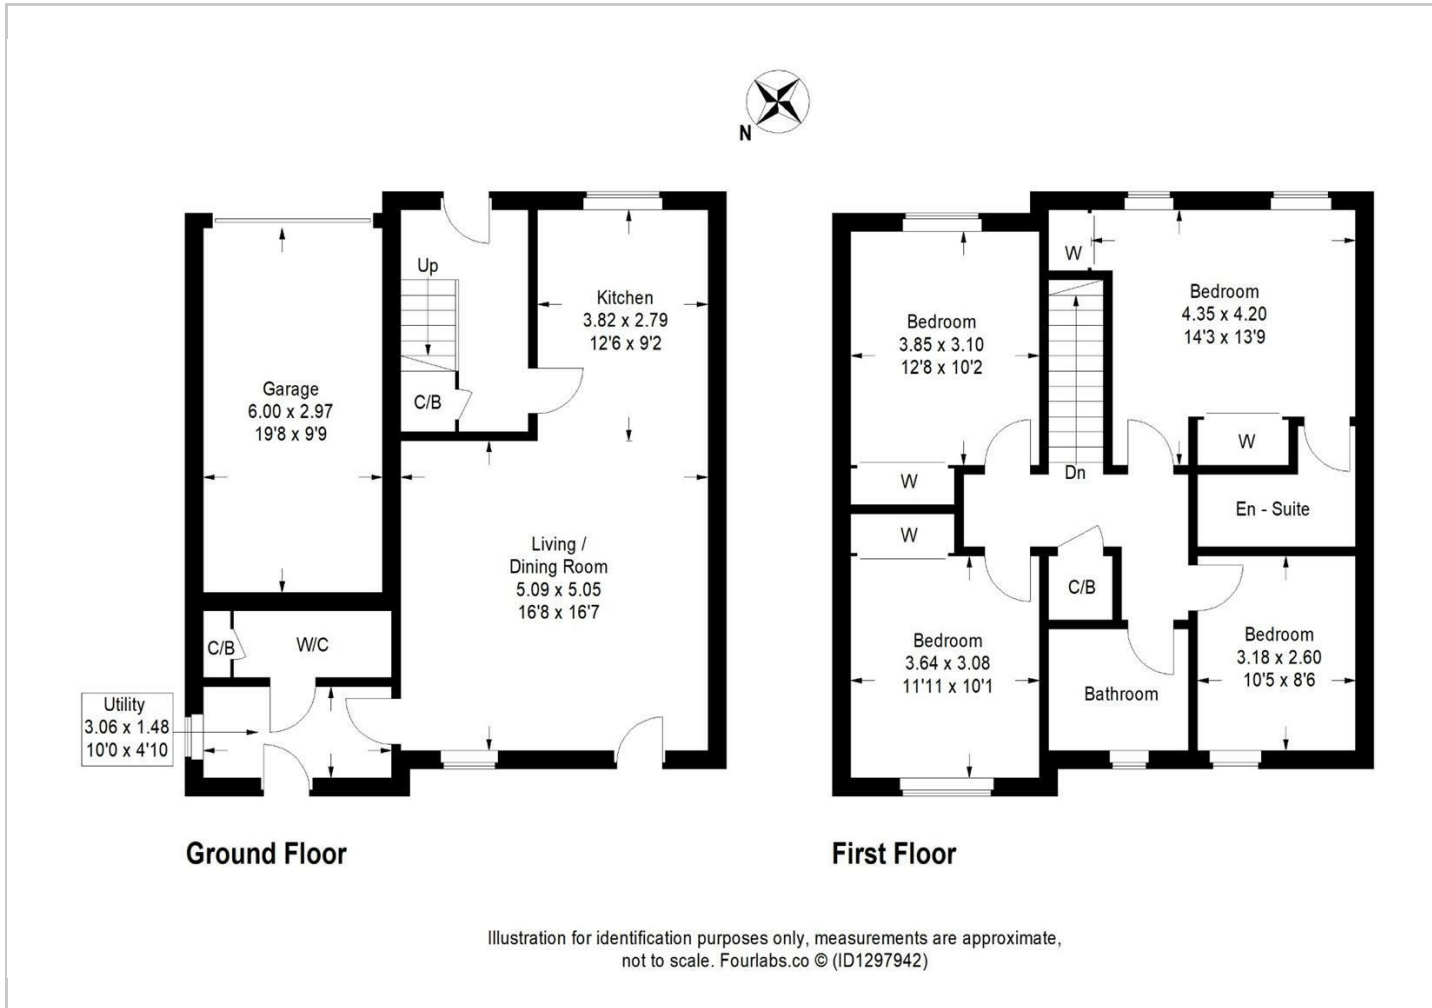 N
Up
Kitchen
3.82 x 2.79
12'6 x 9'2
Garage
6.00 x 2.97
19'8 x 9'9
C/B
Living /
Dining Room
5.09 x 5.05
16'8 x 16'7
C/B
W/C
Utility
3.06 x 1.48
10'0 x 4'10
Ground Floor
W
Bedroom
4.35 x 4.20
14'3 x 13'9
Bedroom
3.85 x 3.10
12'8 x 10'2
W
Dn
W
En - Suite
W
C/B
Bedroom
3.64 x 3.08
11'11 x 10'1
Bedroom
3.18 x 2.60
10'5 x 8'6
Bathroom
First Floor
Illustration for identification purposes only, measurements are approximate,
not to scale. Fourlabs.co © (ID1297942)